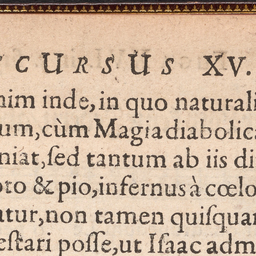 CURSUS XV.
nim inde, in quo naturali
um, cùm Magia diabolica
niat, sed tantum ab iis di
oto & pio, infernus à cœlo
atur, non tamen quisquam
estari posse, ut Isaac adm